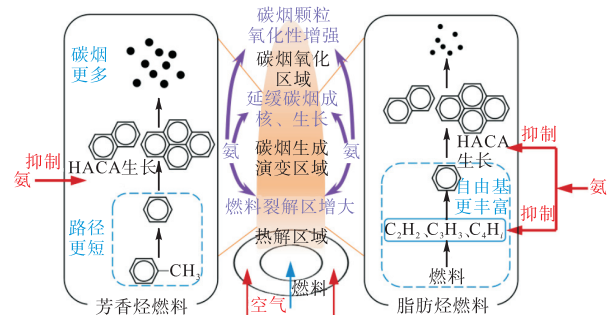 碳烟
更多
HACA生长
抑制
氨
路径
更短
CH₃
芳香烃燃料
碳烟颗粒
氧化性增强
碳烟氧化
区域
延缓碳烟成
核、生长
氨
氨
碳烟生成
演变区域
燃料裂解区增大
热解区域
燃料
空气
HACA
生长
抑制
氨
抑制
自由基
更丰富
C₂H₂、C₃H₃、C₄Hᵢ
燃料
脂肪烃燃料